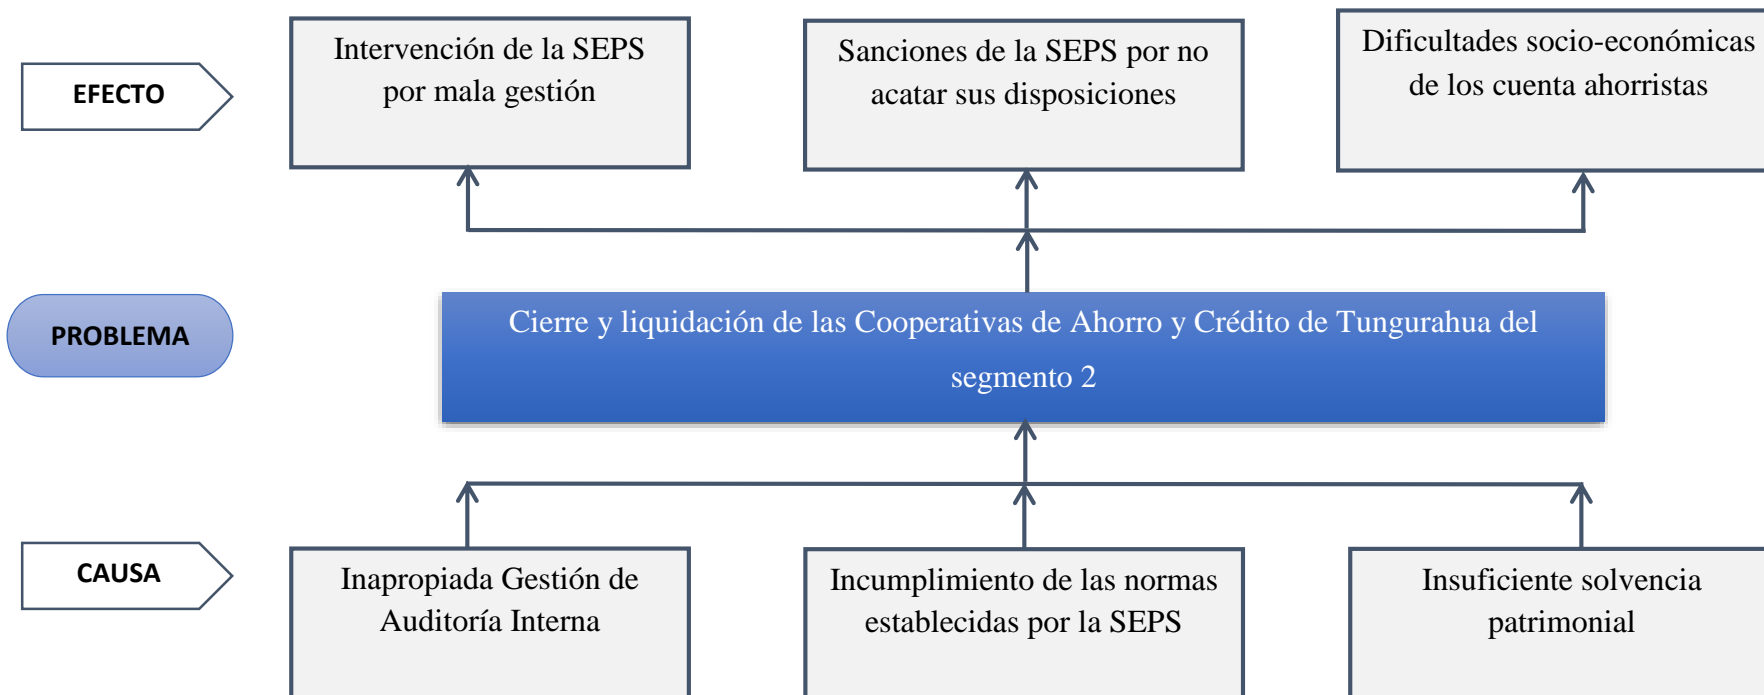 EFECTO
Intervención de la SEPS
por mala gestión
Sanciones de la SEPS por no
acatar sus disposiciones
Dificultades socio-económicas
de los cuenta ahorristas
PROBLEMA
Cierre y liquidación de las Cooperativas de Ahorro y Crédito de Tungurahua del
segmento 2
CAUSA
Inapropiada Gestión de
Auditoría Interna
Incumplimiento de las normas
establecidas por la SEPS
Insuficiente solvencia
patrimonial